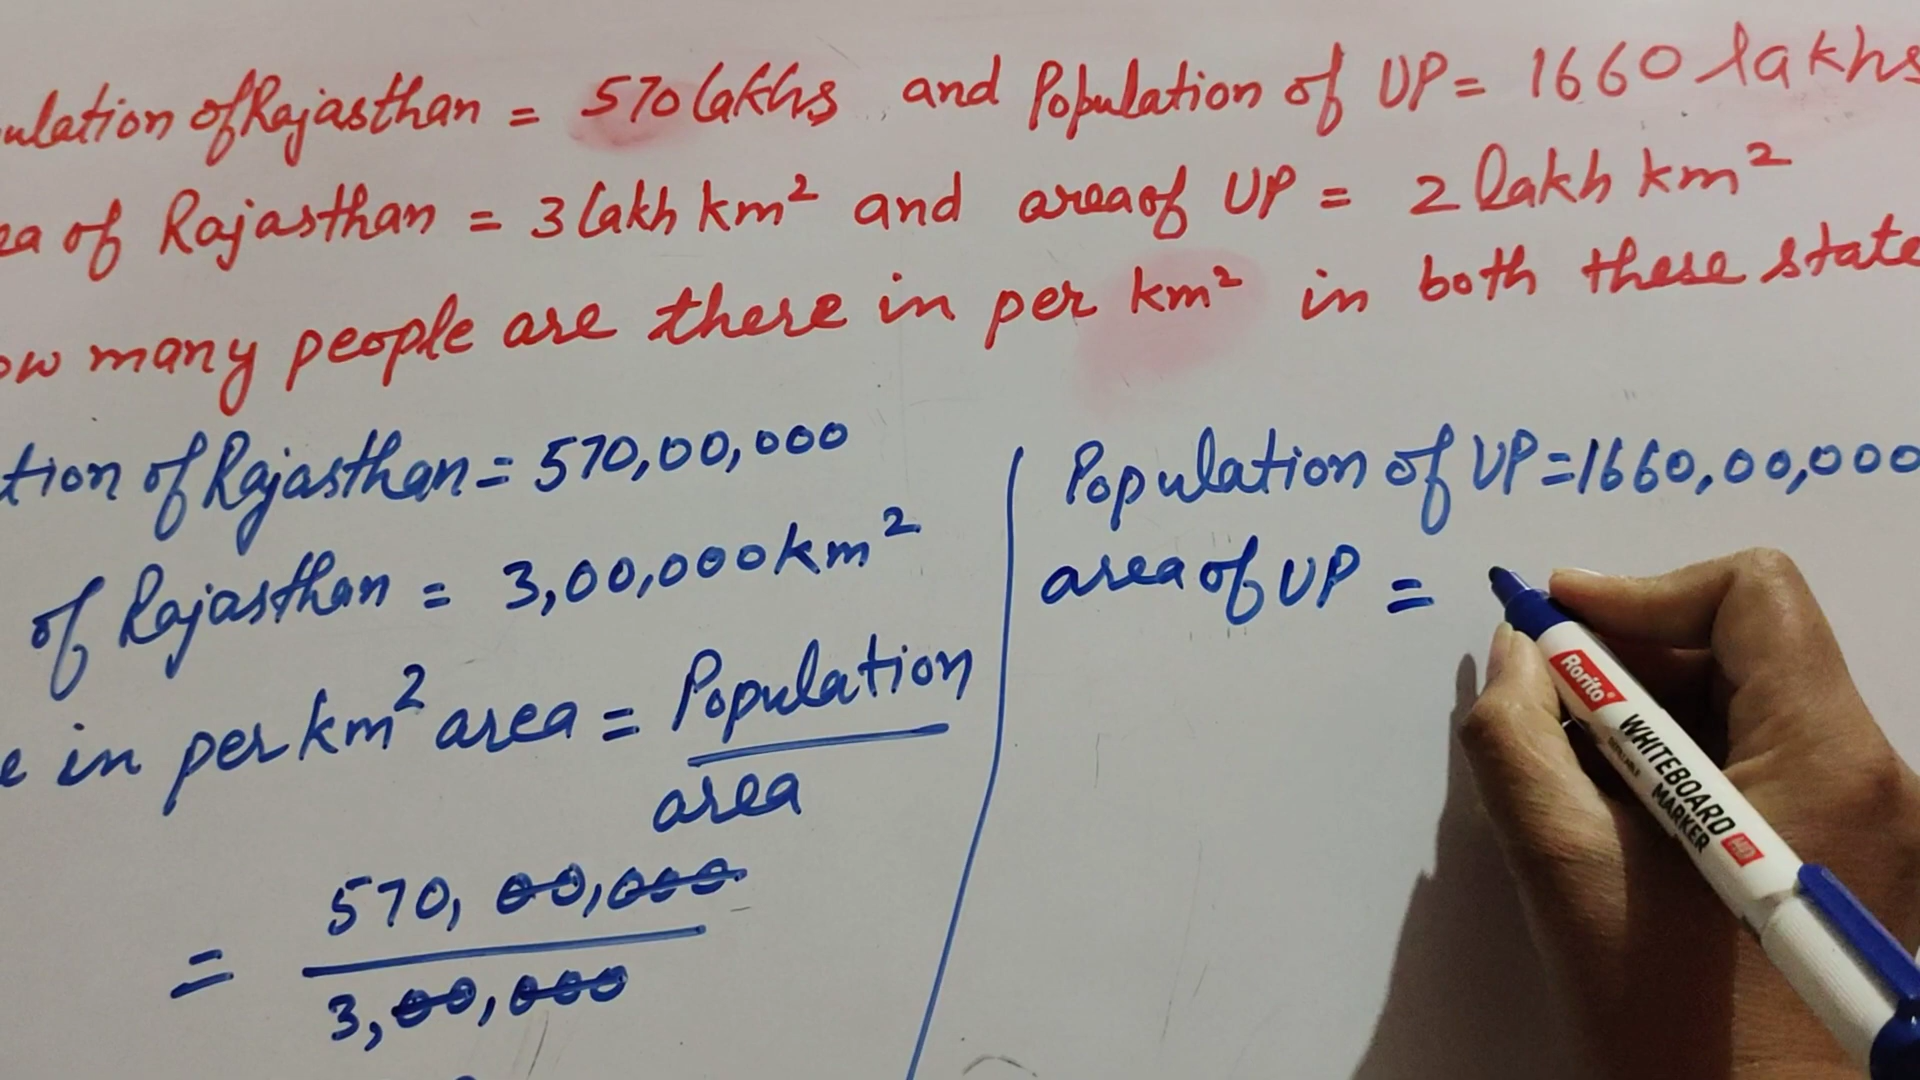 ulation of Rajasthan = 570 lakhs and Population of UP = 1660 lakhs
ea of Rajasthan = 3 lakh km² and area of UP = 2 lakh km²
ow many people are there in per km² in both these state
tion of Rajasthan = 570,00,000
of Rajasthan = 3,00,000 km²
e in per km² area = Population
area
= 570,00,000
3,00,000
Population of UP = 1660,00,000
area of UP =
Rorito
WHITEBOARD
MARKER
HD